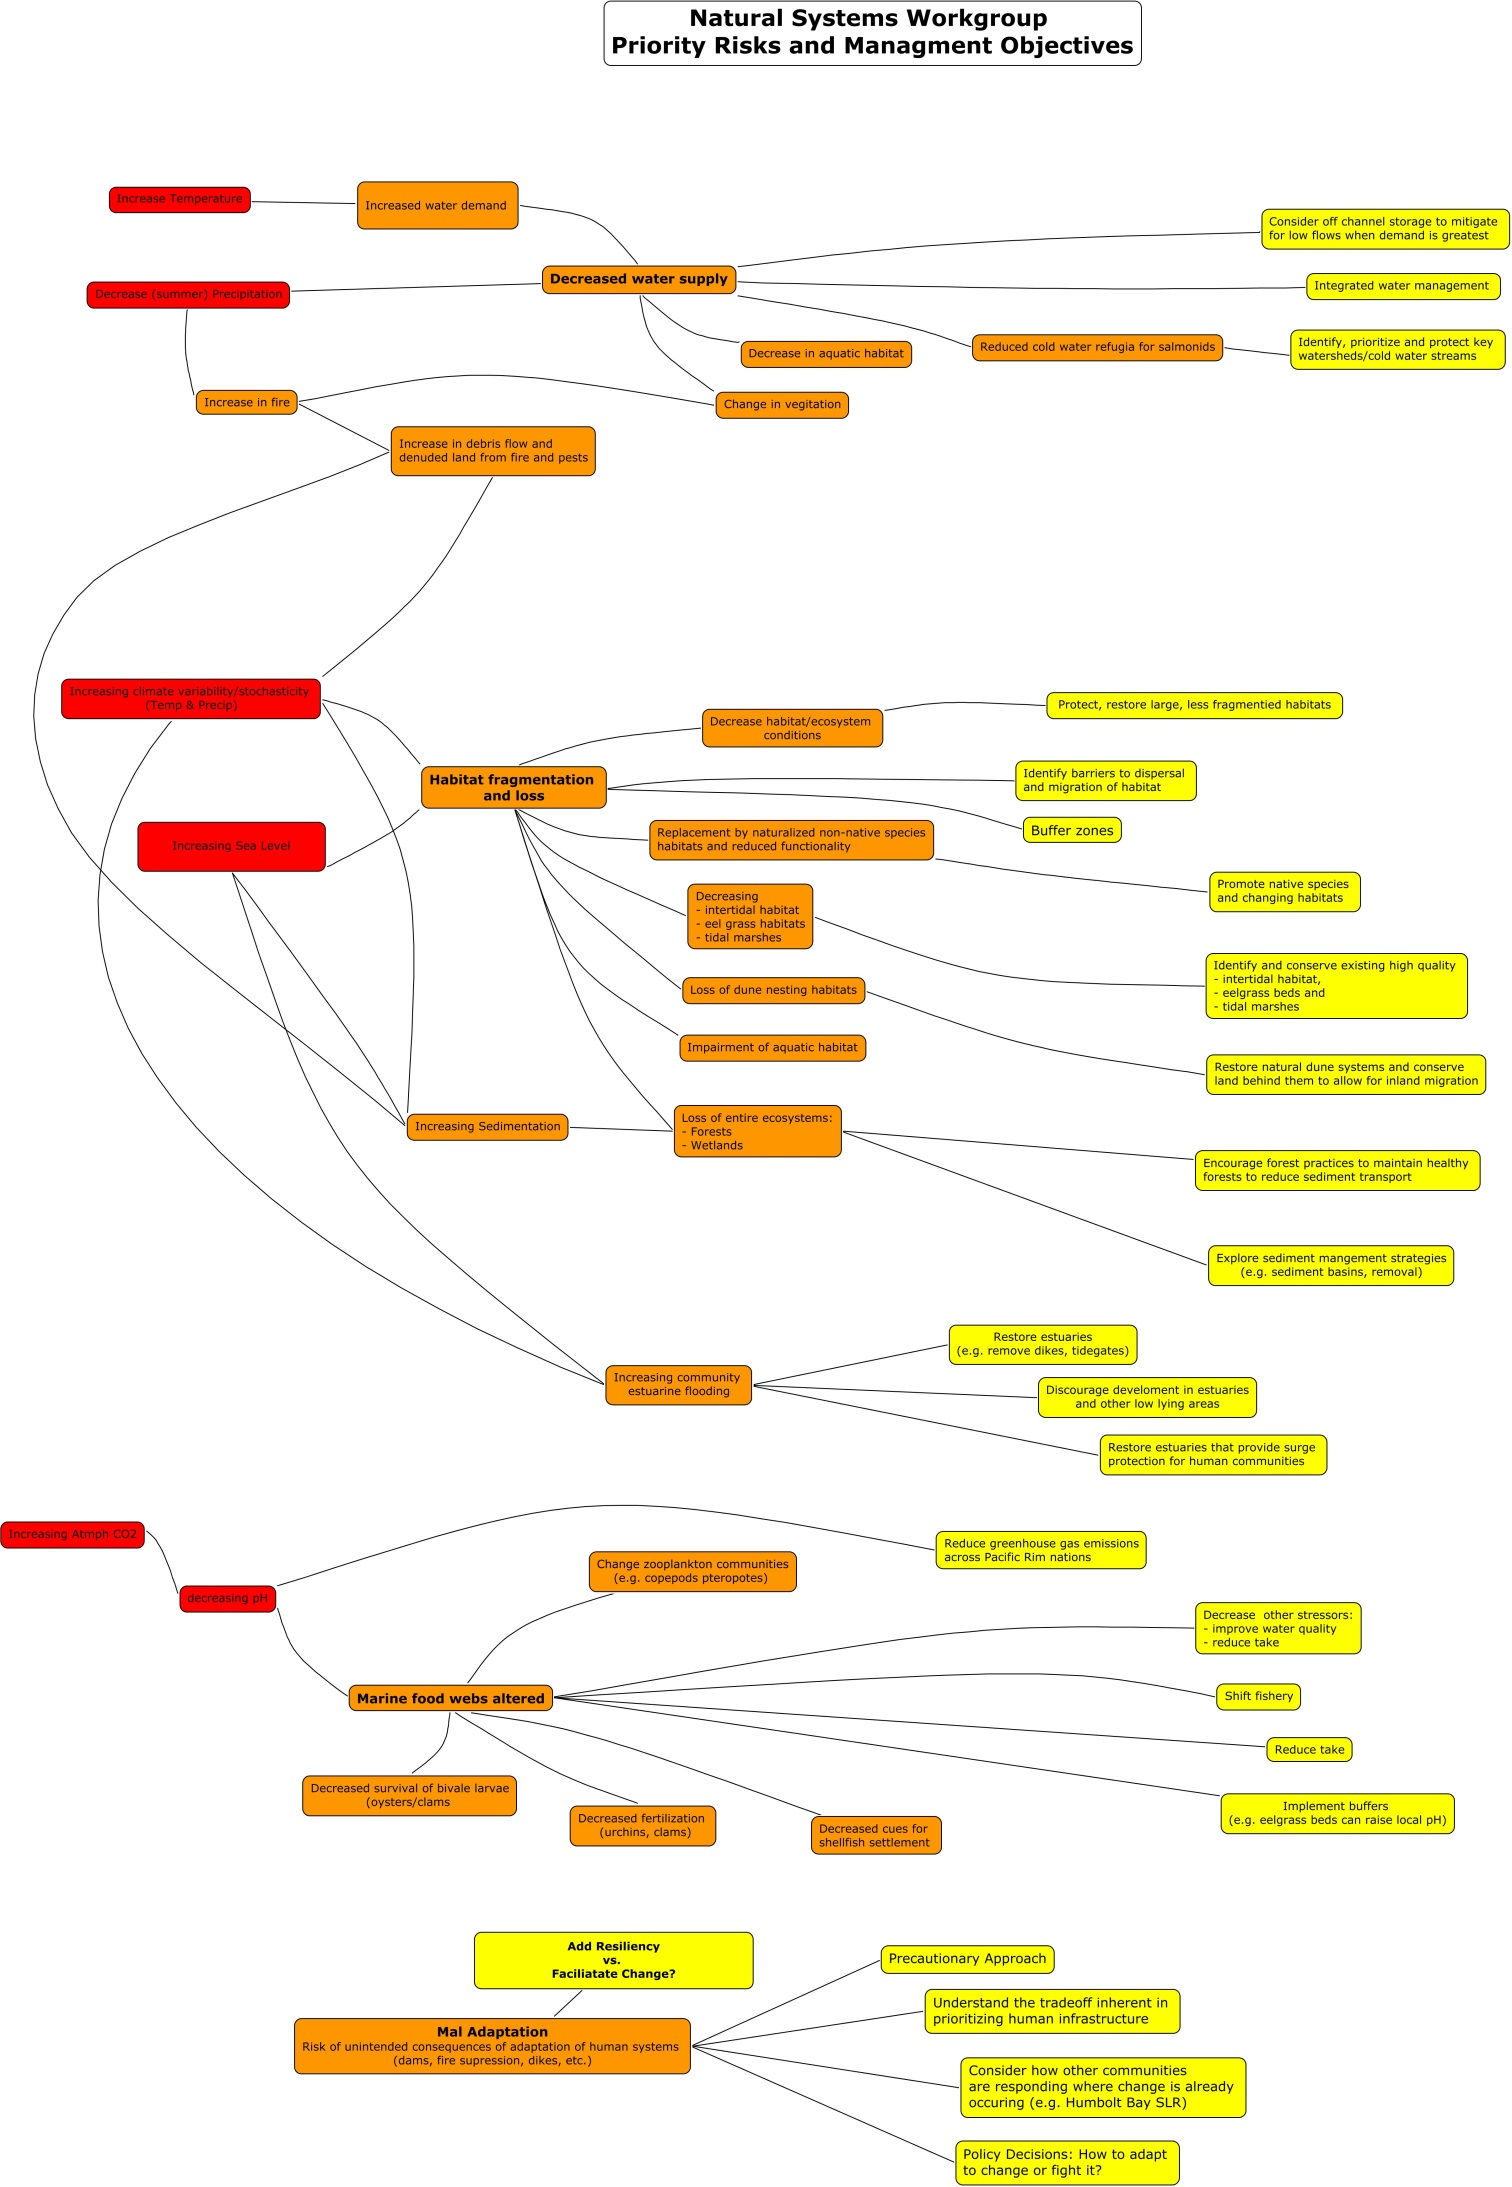 Natural Systems Workgroup
Priority Risks and Managment Objectives
Increase Temperature
Increased water demand
Consider off channel storage to mitigate
for low flows when demand is greatest
Decreased water supply
Decrease (summer) Precipitation
Integrated water management
Decrease in aquatic habitat
Reduced cold water refugia for salmonids
Identify, prioritize and protect key
watersheds/cold water streams
Increase in fire
Change in vegitation
Increase in debris flow and
denuded land from fire and pests
Increasing climate variability/stochasticity
(Temp & Precip)
Decrease habitat/ecosystem
conditions
Protect, restore large, less fragmentied habitats
Habitat fragmentation
and loss
Identify barriers to dispersal
and migration of habitat
Buffer zones
Increasing Sea Level
Replacement by naturalized non-native species
habitats and reduced functionality
Promote native species
and changing habitats
Decreasing
- intertidal habitat
- eel grass habitats
- tidal marshes
Identify and conserve existing high quality
- intertidal habitat,
- eelgrass beds and
- tidal marshes
Loss of dune nesting habitats
Impairment of aquatic habitat
Restore natural dune systems and conserve
land behind them to allow for inland migration
Increasing Sedimentation
Loss of entire ecosystems:
- Forests
- Wetlands
Encourage forest practices to maintain healthy
forests to reduce sediment transport
Explore sediment mangement strategies
(e.g. sediment basins, removal)
Restore estuaries
(e.g. remove dikes, tidegates)
Increasing community
estuarine flooding
Discourage develoment in estuaries
and other low lying areas
Restore estuaries that provide surge
protection for human communities
Increasing Atmph CO2
Reduce greenhouse gas emissions
across Pacific Rim nations
Change zooplankton communities
(e.g. copepods pteropotes)
decreasing pH
Decrease  other stressors:
- improve water quality
- reduce take
Marine food webs altered
Shift fishery
Reduce take
Decreased survival of bivale larvae
(oysters/clams
Decreased fertilization
(urchins, clams)
Decreased cues for
shellfish settlement
Implement buffers
(e.g. eelgrass beds can raise local pH)
Add Resiliency
vs.
Faciliatate Change?
Precautionary Approach
Understand the tradeoff inherent in
prioritizing human infrastructure
Mal Adaptation
Risk of unintended consequences of adaptation of human systems
(dams, fire supression, dikes, etc.)
Consider how other communities
are responding where change is already
occuring (e.g. Humbolt Bay SLR)
Policy Decisions: How to adapt
to change or fight it?